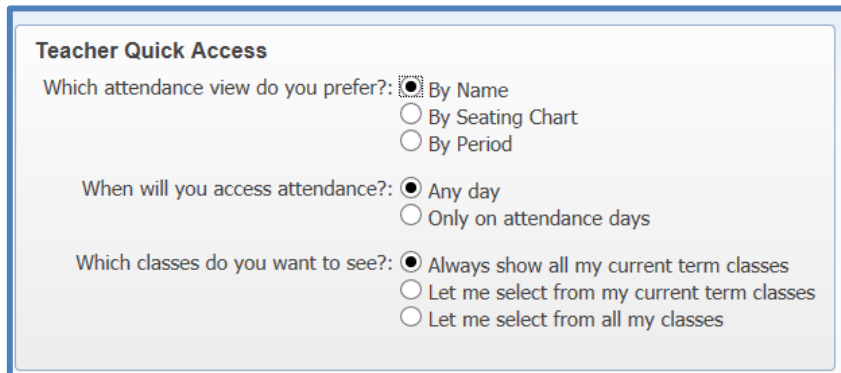 Teacher Quick Access
Which attendance view do you prefer?: By Name
By Seating Chart
By Period
When will you access attendance?: Any day
Only on attendance days
Which classes do you want to see?: Always show all my current term classes
Let me select from my current term classes
Let me select from all my classes